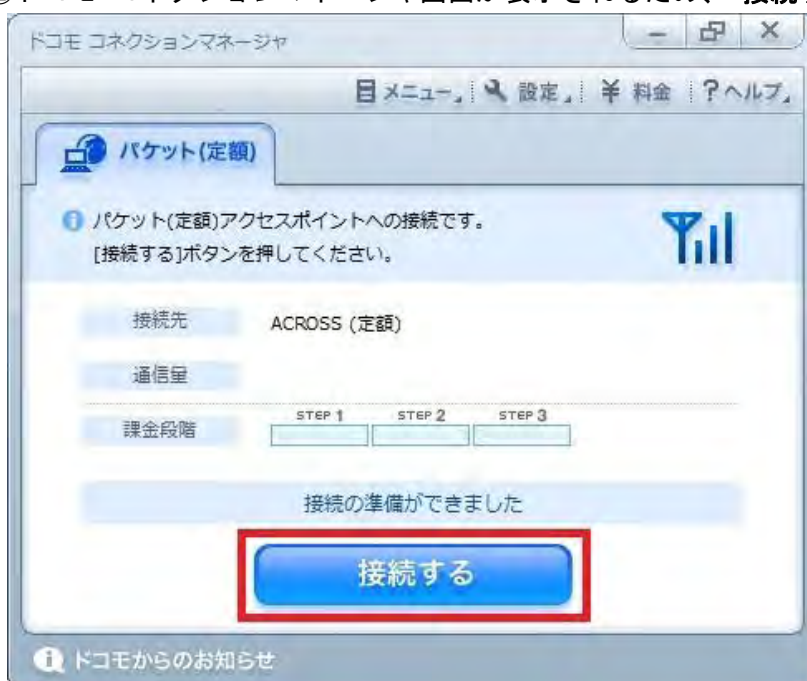 ドコモ コネクションマネージャ
メニュー 設定 ¥ 料金 ?ヘルプ
パケット(定額)
パケット(定額)アクセスポイントへの接続です。
[接続する]ボタンを押してください。
接続先 ACROSS (定額)
通信量
STEP 1 STEP 2 STEP 3
課金段階
接続の準備ができました
接続する
ドコモからのお知らせ